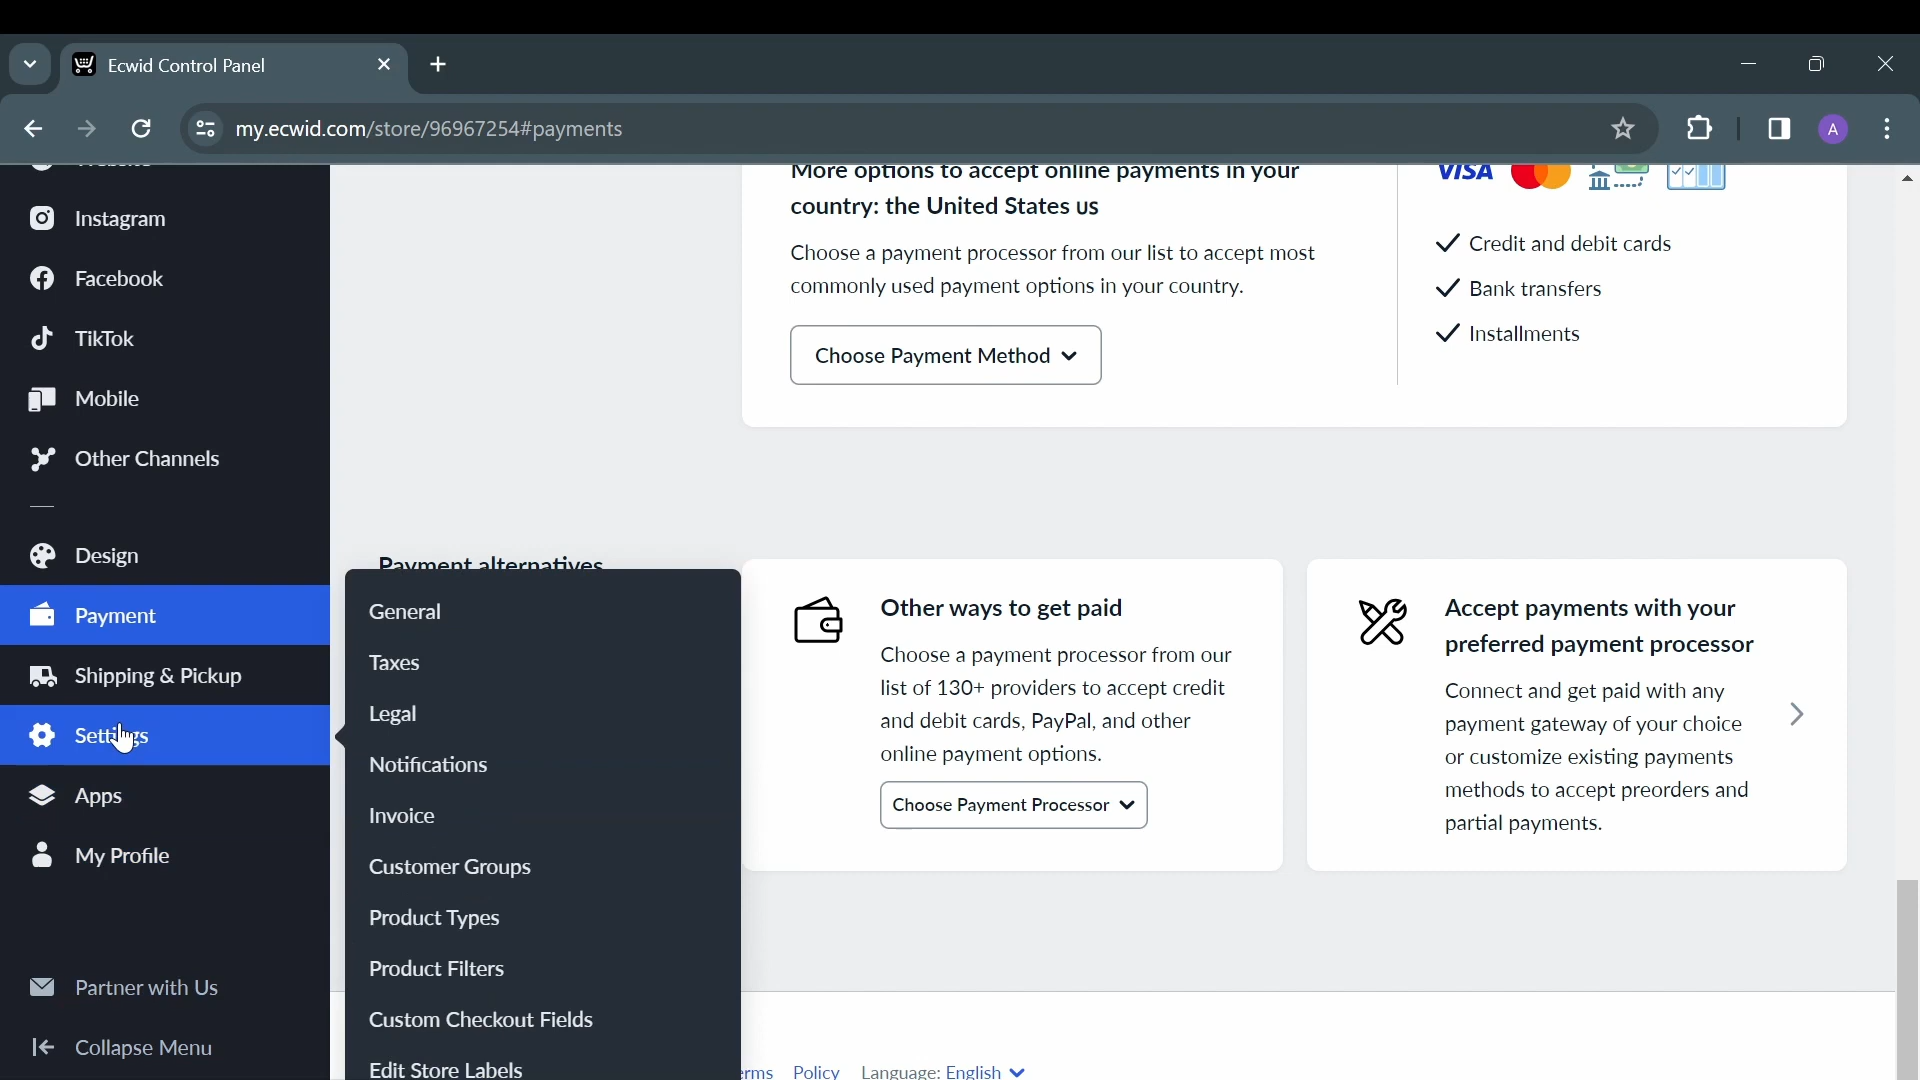 Ecwid Control Panel
my.ecwid.com/store/96967254#payments
A
Website
Instagram
Facebook
TikTok
Mobile
Other Channels
Design
Payment
Shipping & Pickup
Settings
Apps
My Profile
Partner with Us
Collapse Menu
General
Taxes
Legal
Notifications
Invoice
Customer Groups
Product Types
Product Filters
Custom Checkout Fields
Edit Store Labels
More options to accept online payments in your
country: the United States US
Choose a payment processor from our list to accept most
commonly used payment options in your country.
Choose Payment Method
VISA
Credit and debit cards
Bank transfers
Installments
Payment alternatives
Other ways to get paid
Choose a payment processor from our
list of 130+ providers to accept credit
and debit cards, PayPal, and other
online payment options.
Choose Payment Processor
Accept payments with your
preferred payment processor
Connect and get paid with any
payment gateway of your choice
or customize existing payments
methods to accept preorders and
partial payments.
erms Policy Language: English